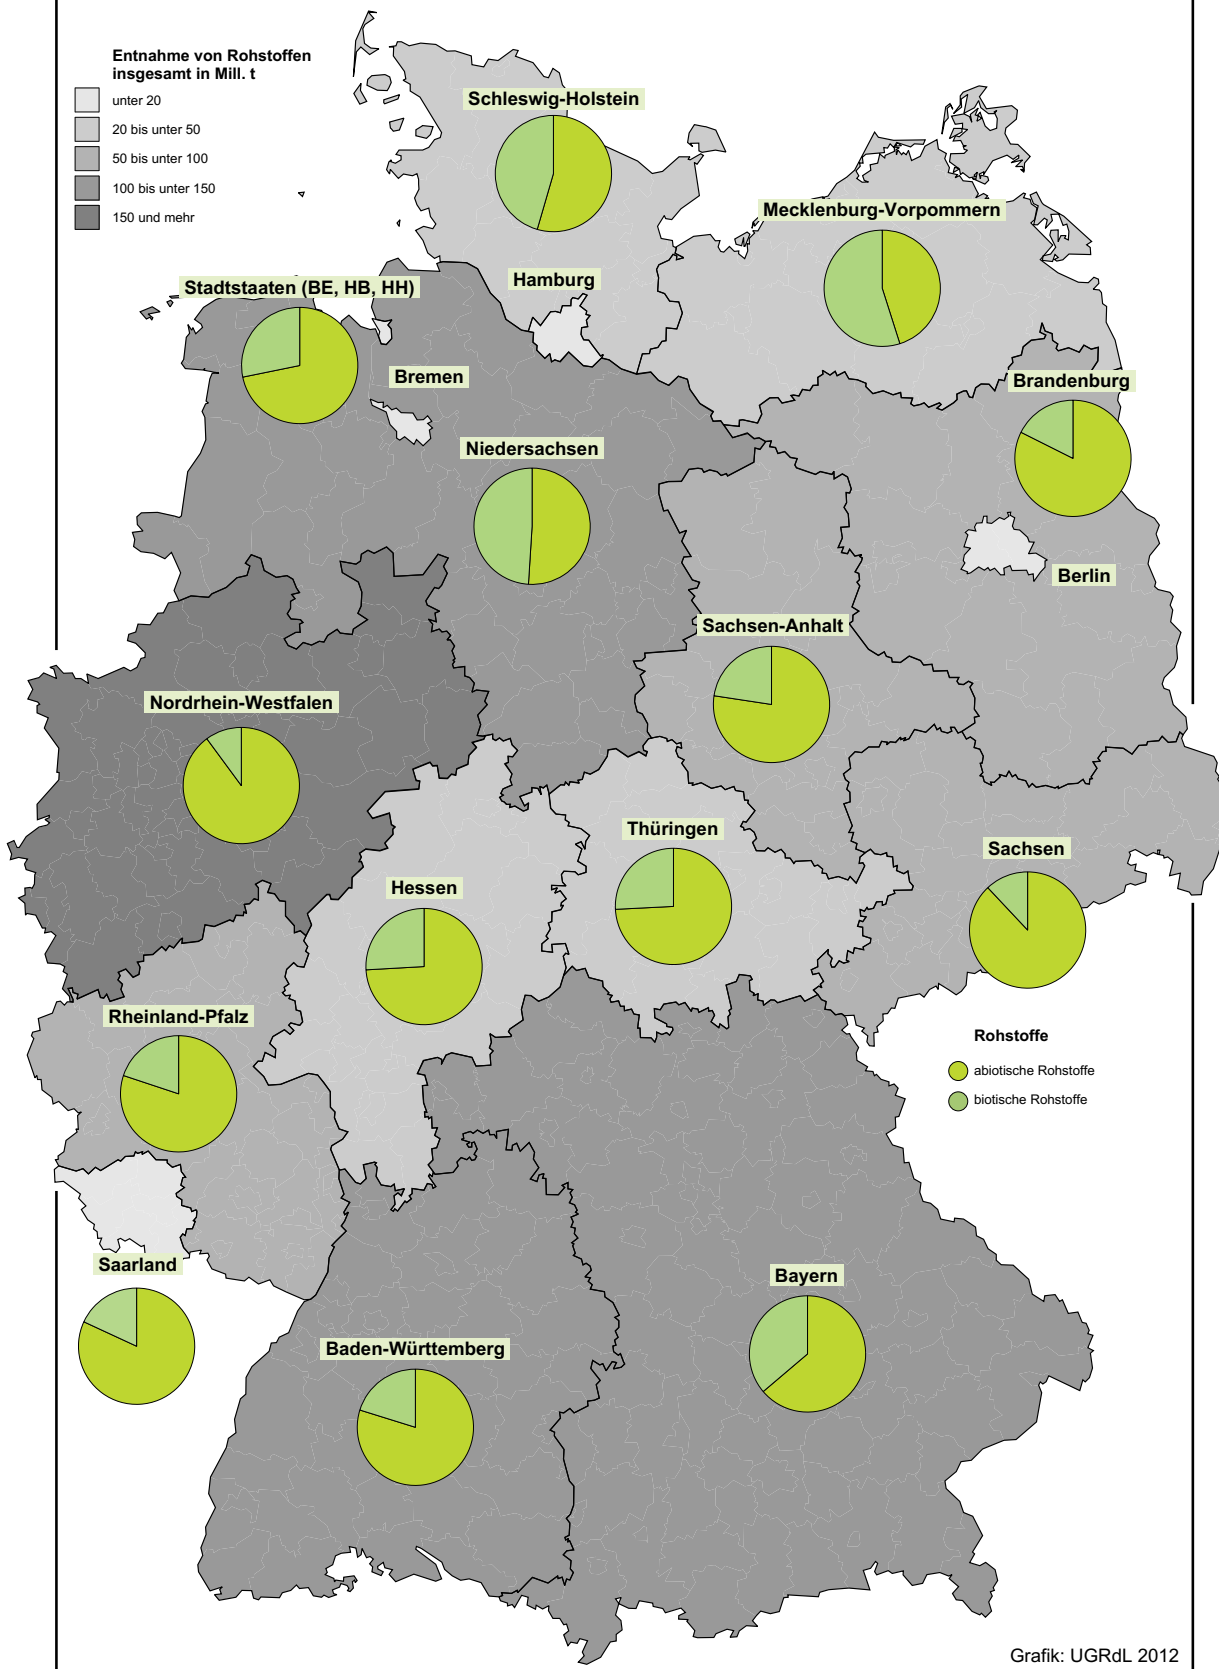 Entnahme von Rohstoffen
insgesamt in Mill. t
unter 20
20 bis unter 50
50 bis unter 100
100 bis unter 150
150 und mehr
Schleswig-Holstein
Mecklenburg-Vorpommern
Hamburg
Stadtstaaten (BE, HB, HH)
Bremen
Brandenburg
Niedersachsen
Berlin
Sachsen-Anhalt
Nordrhein-Westfalen
Thüringen
Sachsen
Hessen
Rheinland-Pfalz
Rohstoffe
abiotische Rohstoffe
biotische Rohstoffe
Saarland
Bayern
Baden-Württemberg
Grafik: UGRdL 2012